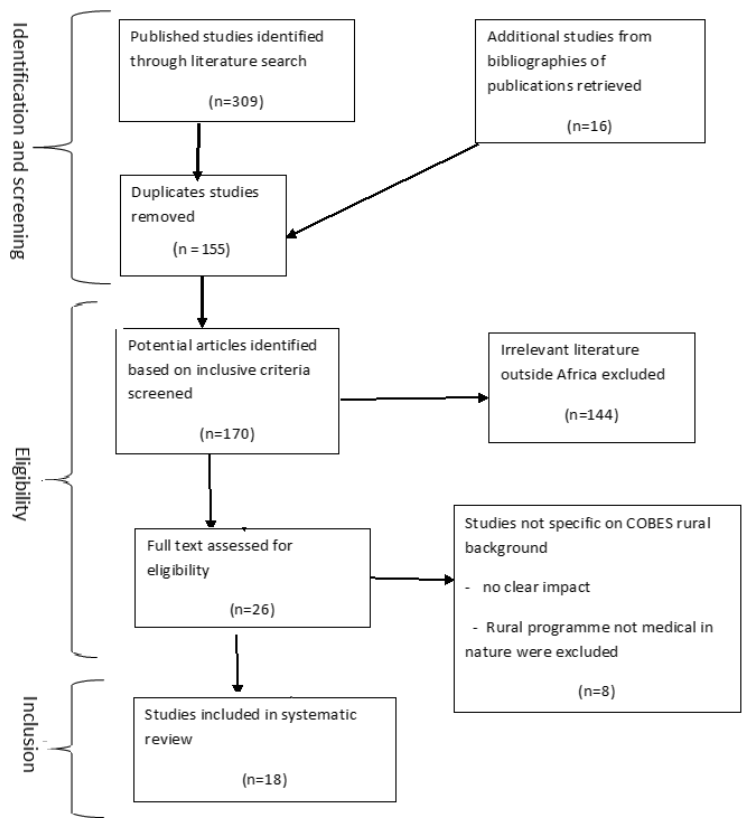 Identification and screening
Published studies identified
through literature search
(n=309)
Additional studies from
bibliographies of
publications retrieved
(n=16)
Duplicates studies
removed
(n = 155)
Eligibility
Potential articles identified
based on inclusive criteria
screened
(n=170)
Irrelevant literature
outside Africa excluded
(n=144)
Full text assessed for
eligibility
(n=26)
Studies not specific on COBES rural
background
- no clear impact
- Rural programme not medical in
nature were excluded
(n=8)
Inclusion
Studies included in systematic
review
(n=18)